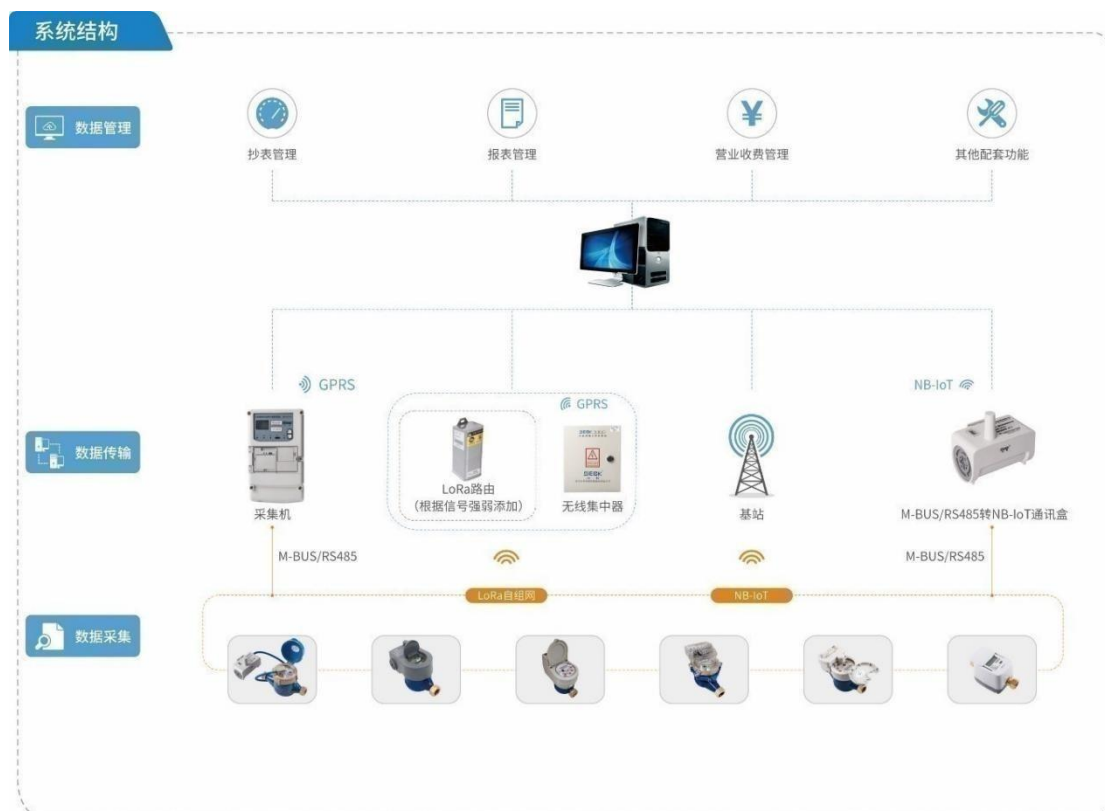 系统结构
数据管理
抄表管理
报表管理
营业收费管理
其他配套功能
GPRS
GPRS
NB-IoT
数据传输
采集机
LoRa路由
(根据信号强弱添加)
无线集中器
基站
M-BUS/RS485转NB-IoT通讯盒
M-BUS/RS485
M-BUS/RS485
LoRa自组网
NB-IoT
数据采集